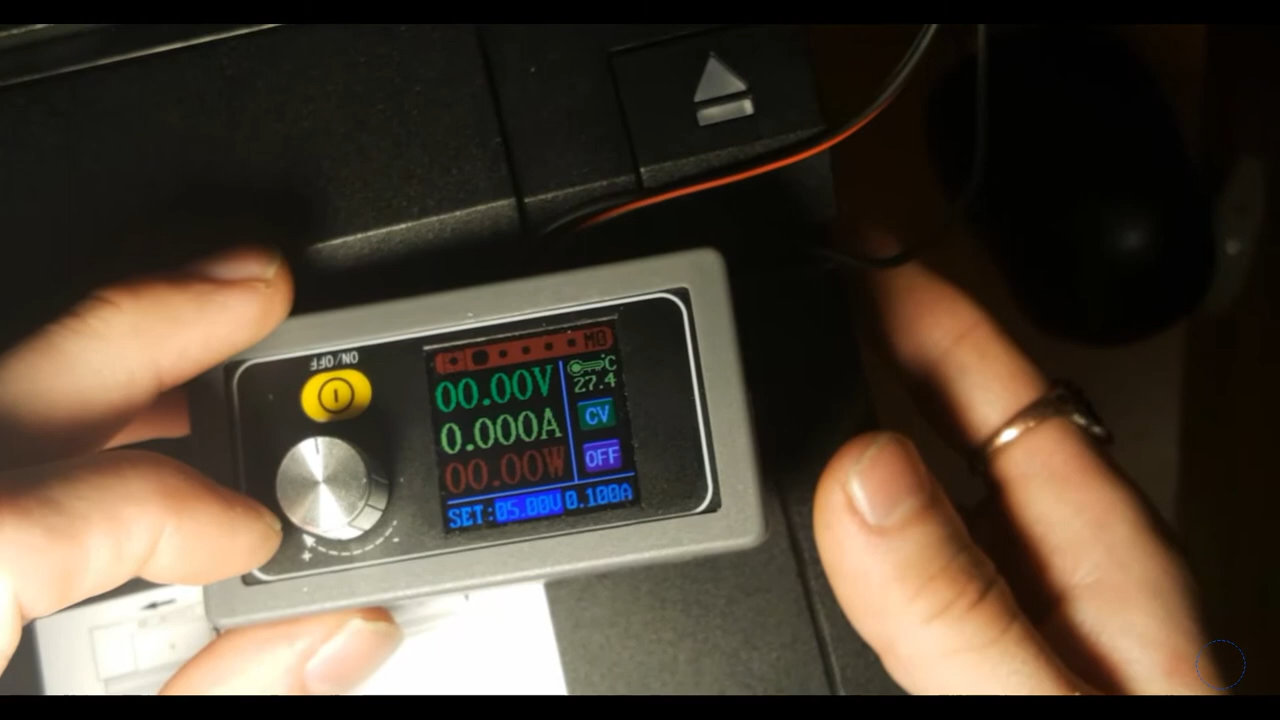 ON/OFF
M0
00.00V
°C
27.4
0.000A
CV
00.00W
OFF
SET:05.00V 0.100A
+
-